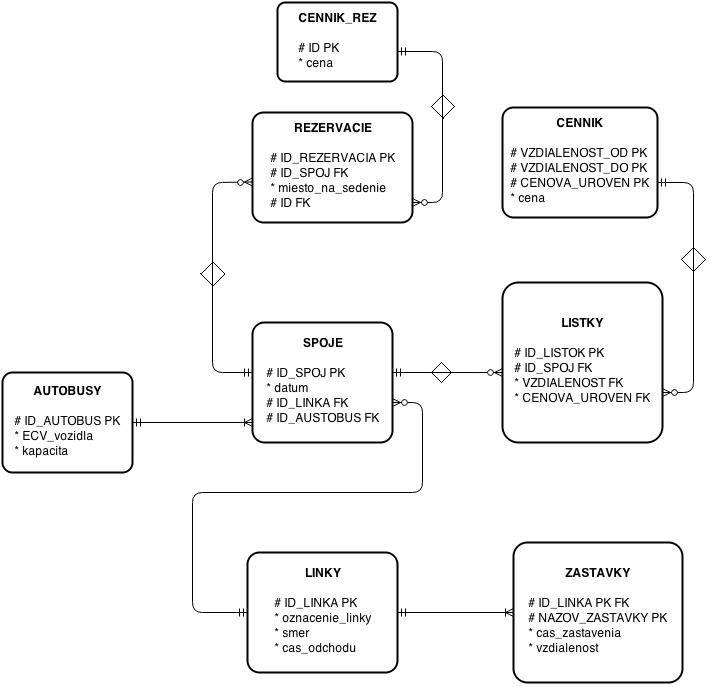 CENNIK_REZ
# ID PK
* cena
REZERVACIE
# ID_REZERVACIA PK
# ID_SPOJ FK
* miesto_na_sedenie
# ID FK
CENNIK
# VZDIALENOST_OD PK
# VZDIALENOST_DO PK
# CENOVA_UROVEN PK
* cena
SPOJE
# ID_SPOJ PK
* datum
# ID_LINKA FK
# ID_AUSTOBUS FK
LISTKY
# ID_LISTOK PK
# ID_SPOJ FK
* VZDIALENOST FK
* CENOVA_UROVEN FK
AUTOBUSY
# ID_AUTOBUS PK
* ECV_vozidla
* kapacita
LINKY
# ID_LINKA PK
* oznacenie_linky
* smer
* cas_odchodu
ZASTAVKY
# ID_LINKA PK FK
# NAZOV_ZASTAVKY PK
* cas_zastavenia
* vzdialenost